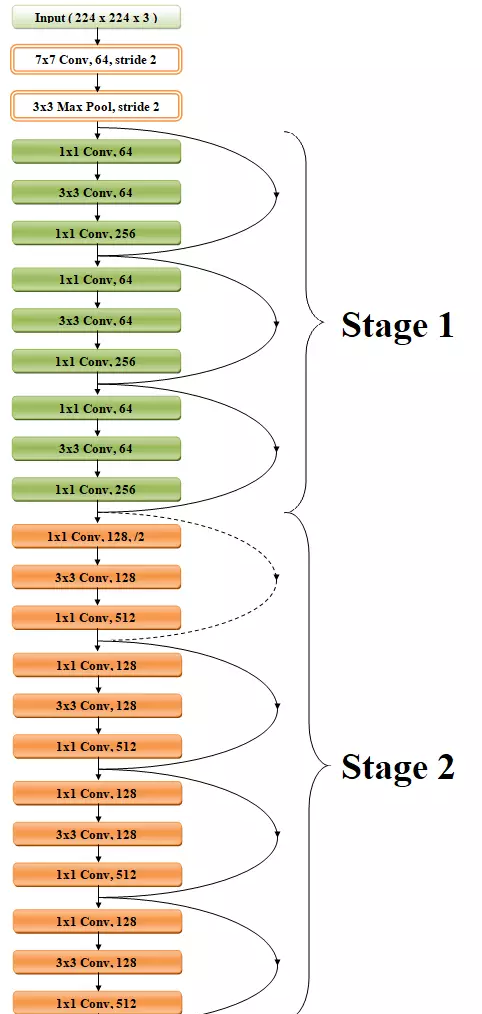 Input ( 224 x 224 x 3 )
7x7 Conv, 64, stride 2
3x3 Max Pool, stride 2
1x1 Conv, 64
3x3 Conv, 64
1x1 Conv, 256
1x1 Conv, 64
3x3 Conv, 64
1x1 Conv, 256
1x1 Conv, 64
3x3 Conv, 64
1x1 Conv, 256
Stage 1
1x1 Conv, 128, /2
3x3 Conv, 128
1x1 Conv, 512
1x1 Conv, 128
3x3 Conv, 128
1x1 Conv, 512
1x1 Conv, 128
3x3 Conv, 128
1x1 Conv, 512
1x1 Conv, 128
3x3 Conv, 128
1x1 Conv, 512
Stage 2